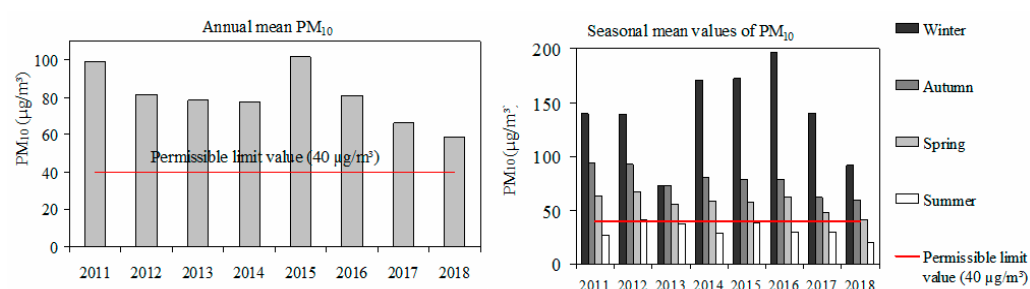 Annual mean PM₁₀
PM₁₀ (µg/m³)
100
80
60
40
20
0
Permissible limit value (40 µg/m³)
2011 2012 2013 2014 2015 2016 2017 2018
Seasonal mean values of PM₁₀
PM₁₀ (µg/m³)
200
150
100
50
0
2011 2012 2013 2014 2015 2016 2017 2018
Winter
Autumn
Spring
Summer
Permissible limit
value (40 µg/m³)